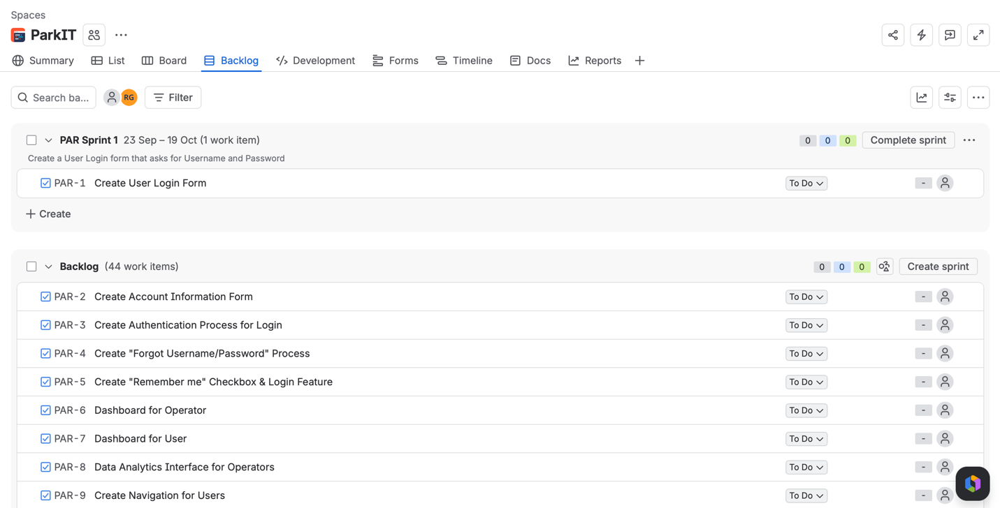 Spaces
ParkIT
Summary List Board Backlog Development Forms Timeline Docs Reports
Search ba... RG Filter
PAR Sprint 1 23 Sep – 19 Oct (1 work item) 0 0 0 Complete sprint
Create a User Login form that asks for Username and Password
PAR-1 Create User Login Form To Do -
Create
Backlog (44 work items) 0 0 0 Create sprint
PAR-2 Create Account Information Form To Do -
PAR-3 Create Authentication Process for Login To Do -
PAR-4 Create "Forgot Username/Password" Process To Do -
PAR-5 Create "Remember me" Checkbox & Login Feature To Do -
PAR-6 Dashboard for Operator To Do -
PAR-7 Dashboard for User To Do -
PAR-8 Data Analytics Interface for Operators To Do -
PAR-9 Create Navigation for Users To Do -